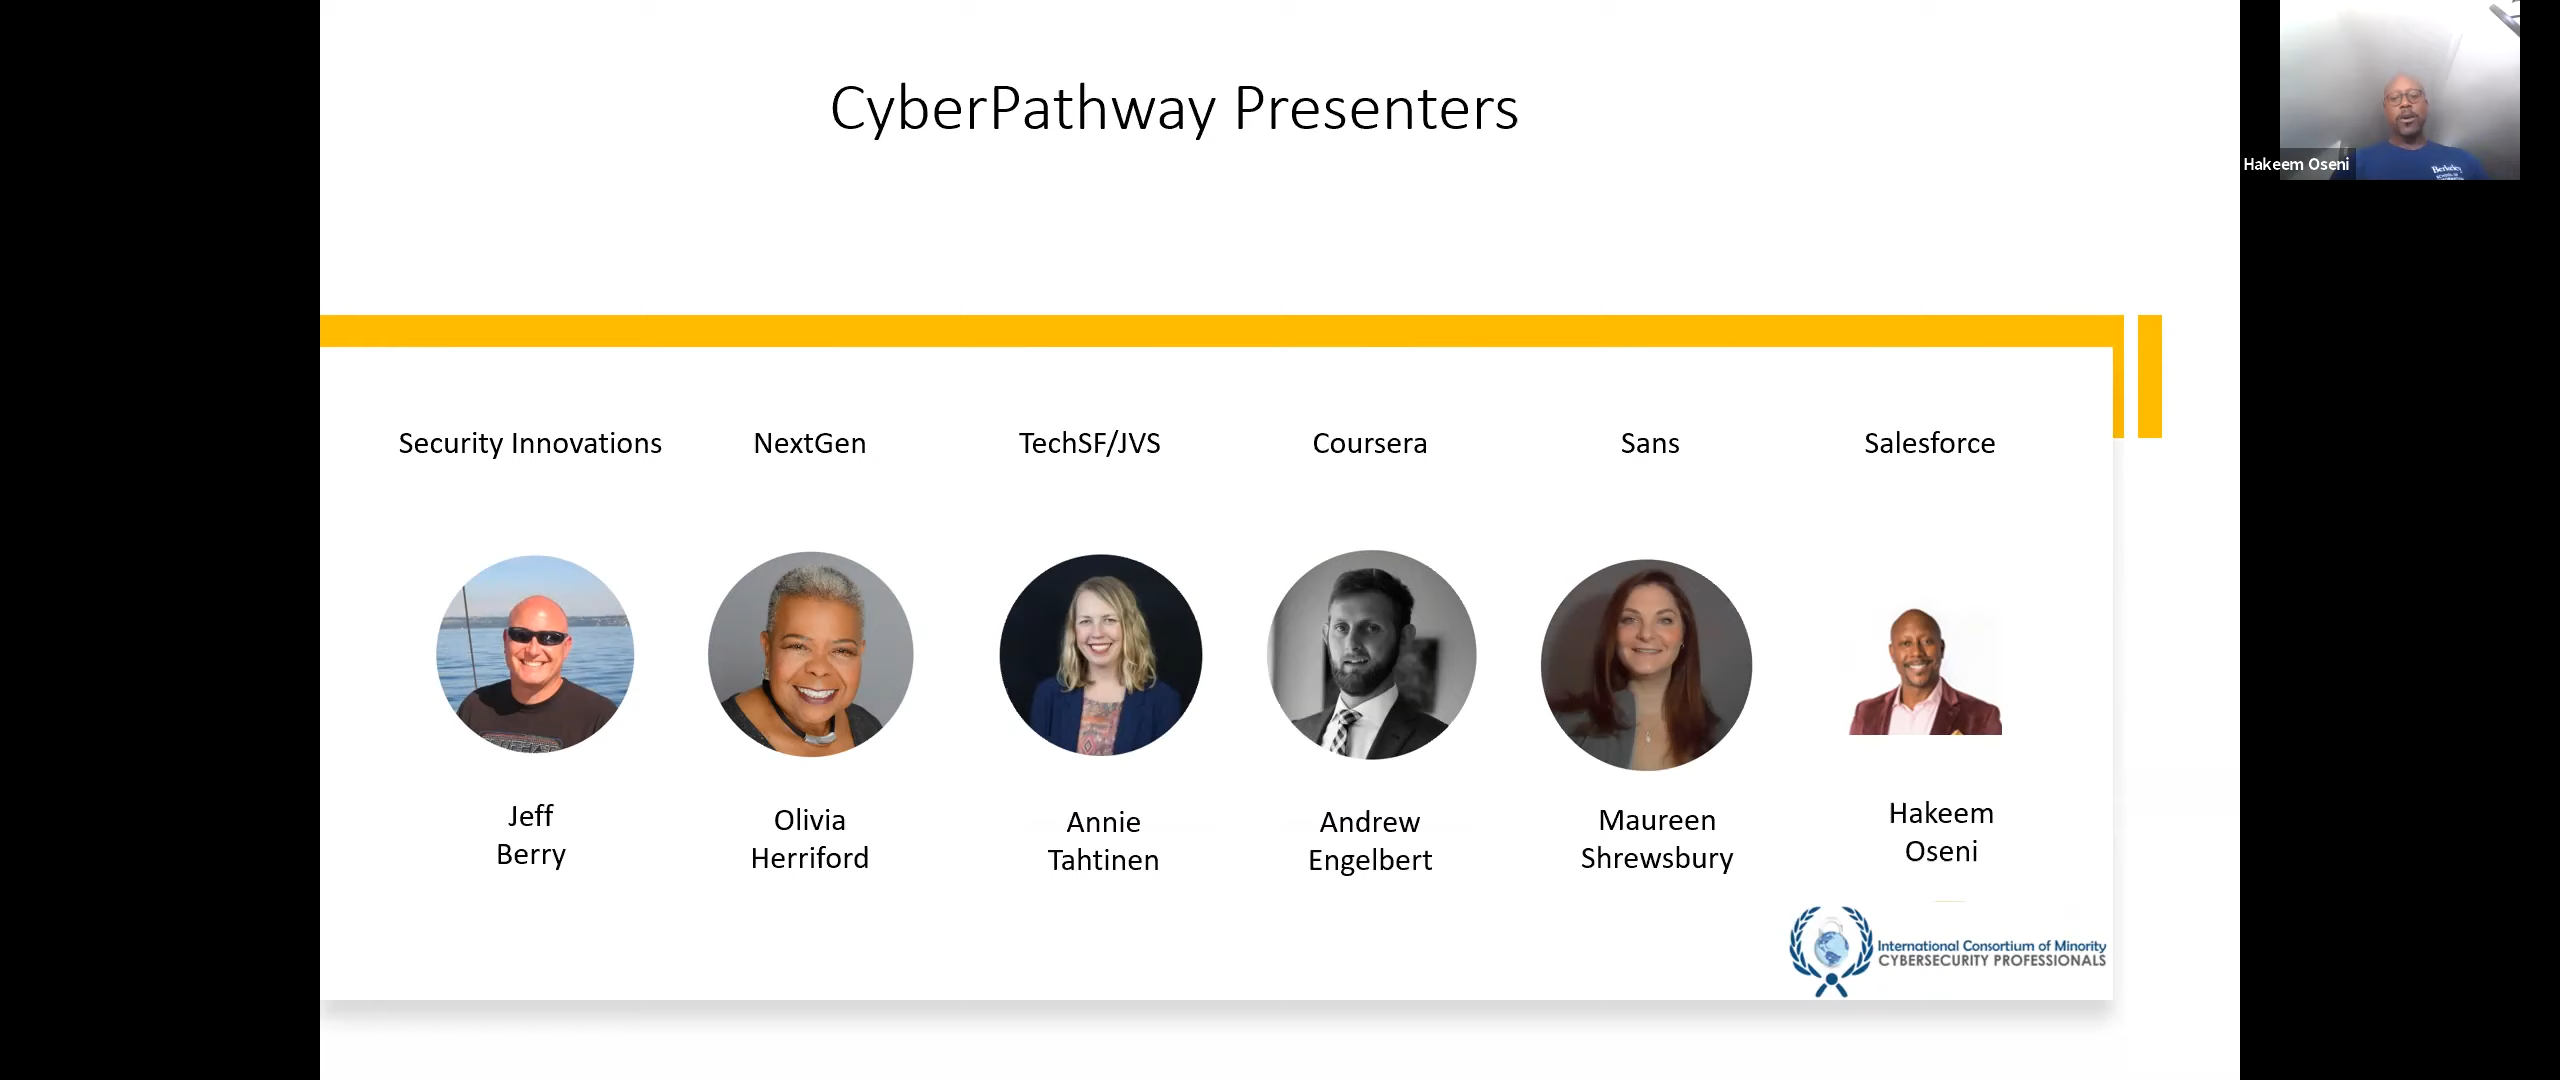 CyberPathway Presenters
Hakeem Oseni
Berkeley
Security Innovations
NextGen
TechSF/JVS
Coursera
Sans
Salesforce
Jeff
Berry
Olivia
Herriford
Annie
Tahtinen
Andrew
Engelbert
Maureen
Shrewsbury
Hakeem
Oseni
International Consortium of Minority
CYBERSECURITY PROFESSIONALS